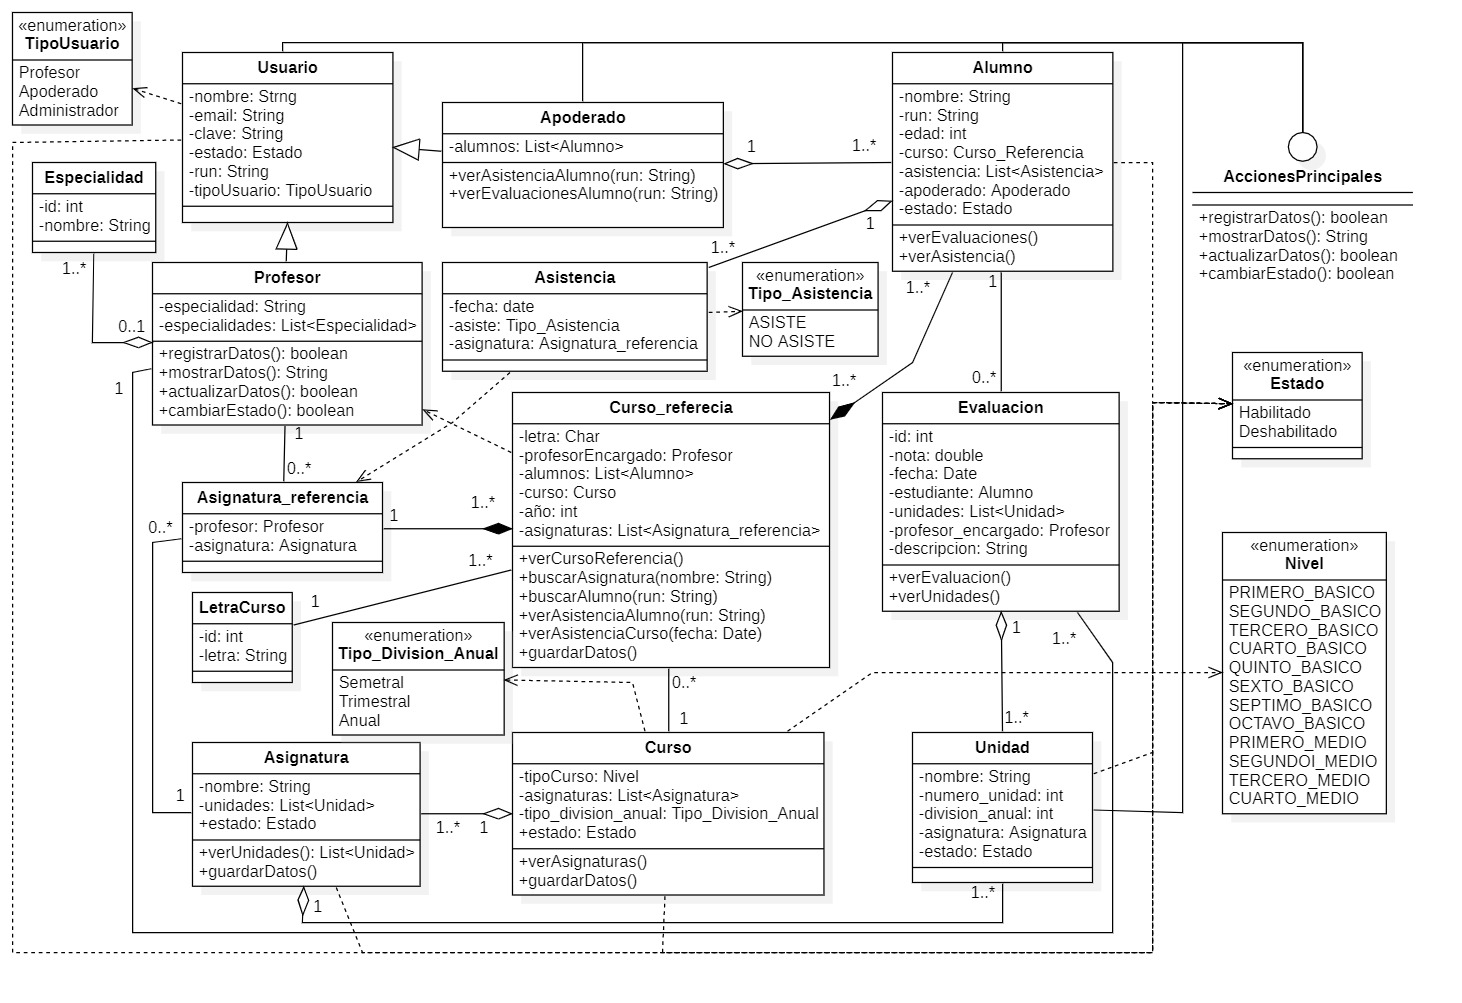 «enumeration»
TipoUsuario
Profesor
Apoderado
Administrador
Usuario
-nombre: Strng
-email: String
-clave: String
-estado: Estado
-run: String
-tipoUsuario: TipoUsuario
Apoderado
-alumnos: List<Alumno>
+verAsistenciaAlumno(run: String)
+verEvaluacionesAlumno(run: String)
1
1..*
Alumno
-nombre: String
-run: String
-edad: int
-curso: Curso_Referencia
-asistencia: List<Asistencia>
-apoderado: Apoderado
-estado: Estado
+verEvaluaciones()
+verAsistencia()
AccionesPrincipales
+registrarDatos(): boolean
+mostrarDatos(): String
+actualizarDatos(): boolean
+cambiarEstado(): boolean
Especialidad
-id: int
-nombre: String
1..*
0..1
Profesor
-especialidad: String
-especialidades: List<Especialidad>
+registrarDatos(): boolean
+mostrarDatos(): String
+actualizarDatos(): boolean
+cambiarEstado(): boolean
1
1
0..*
Asistencia
-fecha: date
-asiste: Tipo_Asistencia
-asignatura: Asignatura_referencia
1..*
1
«enumeration»
Tipo_Asistencia
ASISTE
NO ASISTE
1..*
1..*
1
0..*
«enumeration»
Estado
Habilitado
Deshabilitado
Curso_referecia
-letra: Char
-profesorEncargado: Profesor
-alumnos: List<Alumno>
-curso: Curso
-año: int
-asignaturas: List<Asignatura_referencia>
+verCursoReferencia()
+buscarAsignatura(nombre: String)
+buscarAlumno(run: String)
+verAsistenciaAlumno(run: String)
+verAsistenciaCurso(fecha: Date)
+guardarDatos()
Evaluacion
-id: int
-nota: double
-fecha: Date
-estudiante: Alumno
-unidades: List<Unidad>
-profesor_encargado: Profesor
-descripcion: String
+verEvaluacion()
+verUnidades()
1
1..*
1..*
Asignatura_referencia
-profesor: Profesor
-asignatura: Asignatura
0..*
1
1..*
1..*
1
LetraCurso
-id: int
-letra: String
«enumeration»
Tipo_Division_Anual
Semetral
Trimestral
Anual
0..*
1
«enumeration»
Nivel
PRIMERO_BASICO
SEGUNDO_BASICO
TERCERO_BASICO
CUARTO_BASICO
QUINTO_BASICO
SEXTO_BASICO
SEPTIMO_BASICO
OCTAVO_BASICO
PRIMERO_MEDIO
SEGUNDOI_MEDIO
TERCERO_MEDIO
CUARTO_MEDIO
Asignatura
-nombre: String
-unidades: List<Unidad>
+estado: Estado
+verUnidades(): List<Unidad>
+guardarDatos()
1
1..*
1
1
Curso
-tipoCurso: Nivel
-asignaturas: List<Asignatura>
-tipo_division_anual: Tipo_Division_Anual
+estado: Estado
+verAsignaturas()
+guardarDatos()
Unidad
-nombre: String
-numero_unidad: int
-division_anual: int
-asignatura: Asignatura
-estado: Estado
1..*